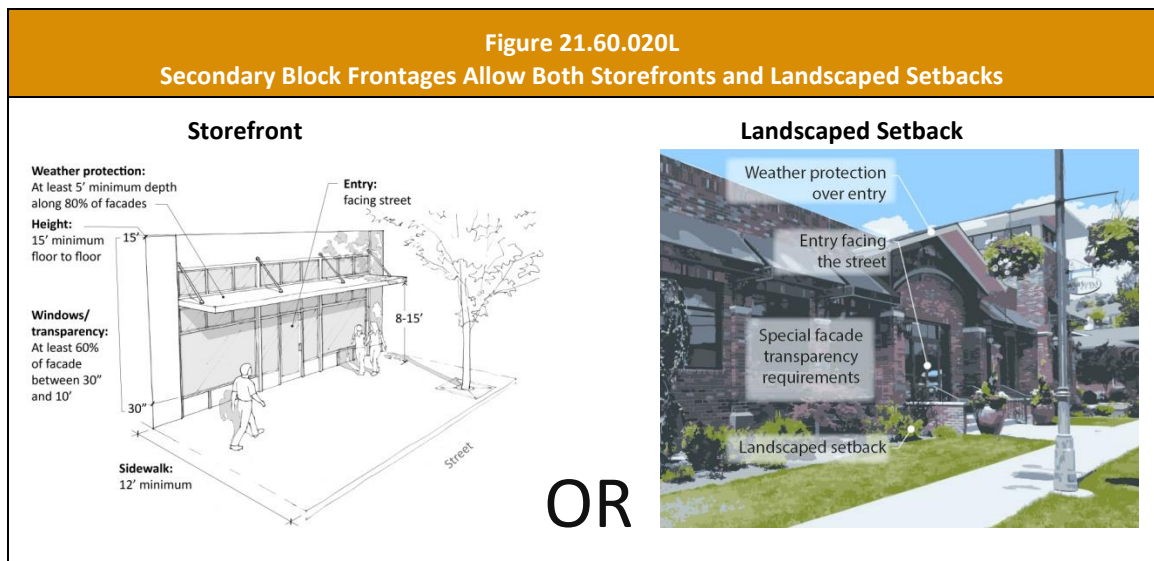 Figure 21.60.020L
Secondary Block Frontages Allow Both Storefronts and Landscaped Setbacks
Storefront
Weather protection:
At least 5' minimum depth
along 80% of facades
Height:
15' minimum
floor to floor
Windows/
transparency:
At least 60%
of facade
between 30"
and 10'
Entry:
facing street
15'
30"
8-15'
Sidewalk:
12' minimum
Street
OR
Landscaped Setback
Weather protection
over entry
Entry facing
the street
Special facade
transparency
requirements
Landscaped setback